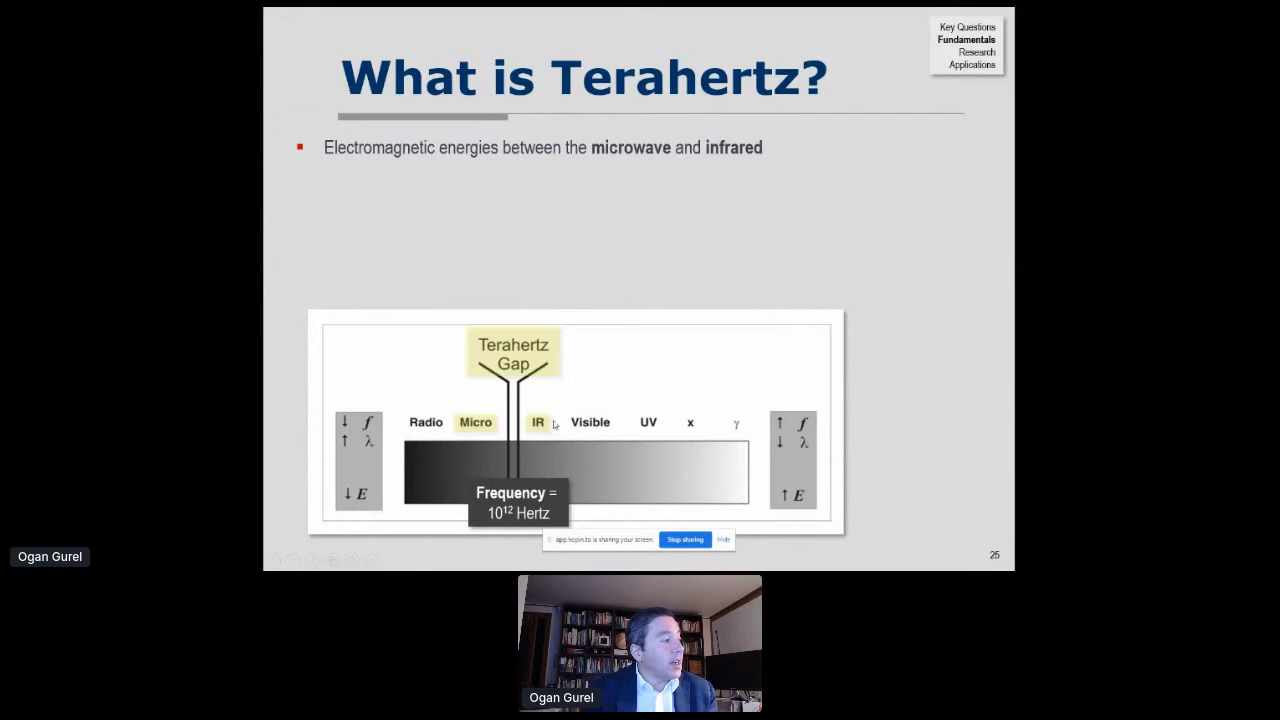 Key Questions
Fundamentals
Research
Applications
What is Terahertz?
Electromagnetic energies between the microwave and infrared
Terahertz
Gap
↓ f
↑ λ
↓ E
Radio Micro IR Visible UV x γ
↑ f
↓ λ
↑ E
Frequency =
10¹² Hertz
app.hopin.to is sharing your screen. Stop sharing Hide
25
Ogan Gurel
Ogan Gurel